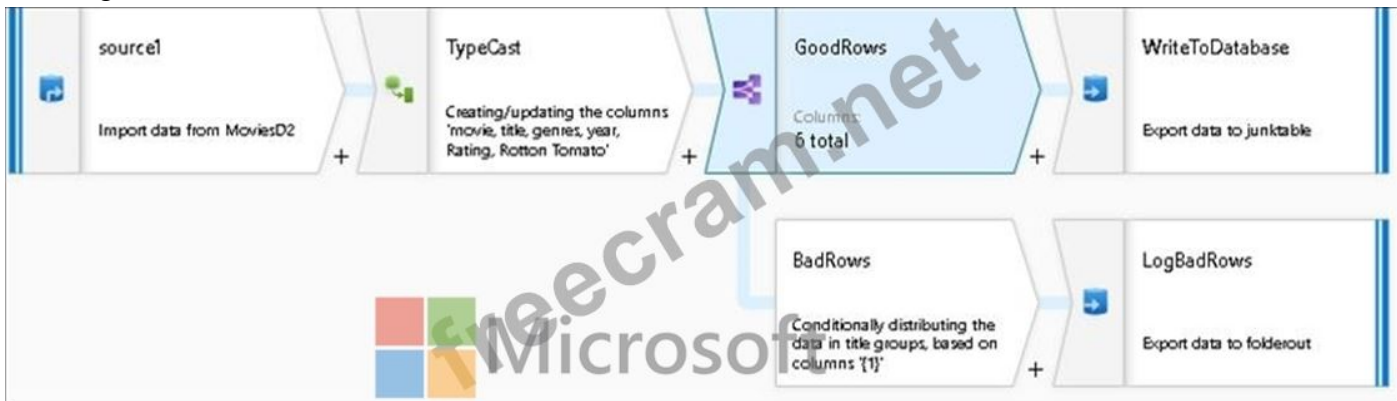 source1
Import data from MoviesD2
+
TypeCast
Creating/updating the columns
'movie, title, genres, year,
Rating, Rotton Tomato'
+
GoodRows
Columns:
6 total
+
WriteToDatabase
Export data to junktable
BadRows
Conditionally distributing the
data in title groups, based on
columns '{1}'
+
LogBadRows
Export data to folderout
freecram.net
Microsoft